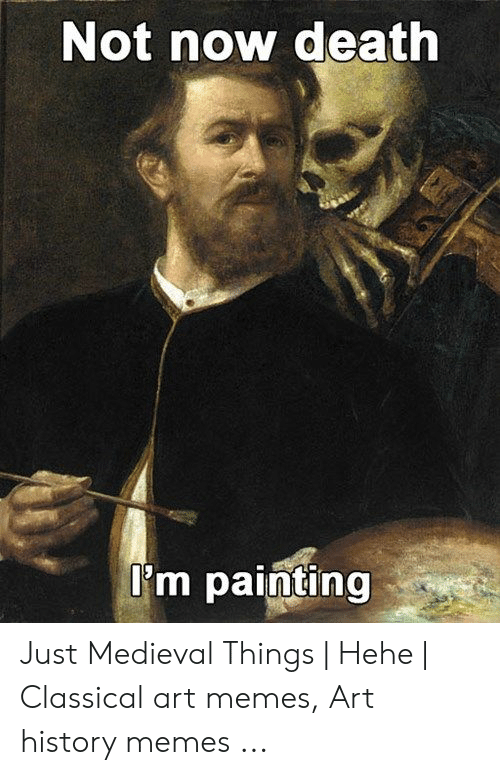 Not now death
I'm painting
Just Medieval Things | Hehe |
Classical art memes, Art
history memes ...